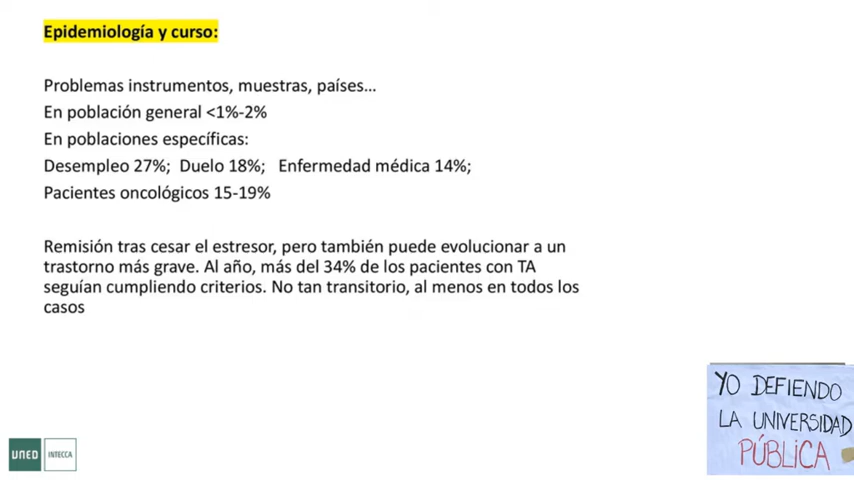 Epidemiología y curso:
Problemas instrumentos, muestras, países...
En población general <1%-2%
En poblaciones específicas:
Desempleo 27%;  Duelo 18%;   Enfermedad médica 14%;
Pacientes oncológicos 15-19%
Remisión tras cesar el estresor, pero también puede evolucionar a un
trastorno más grave. Al año, más del 34% de los pacientes con TA
seguían cumpliendo criterios. No tan transitorio, al menos en todos los
casos
YO DEFIENDO
LA UNIVERSIDAD
PÚBLICA
UNED INTECCA